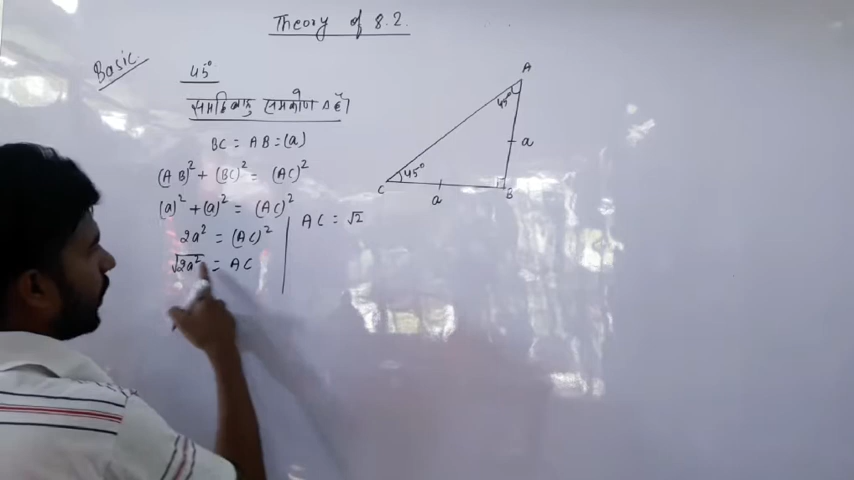 Theory of 8.2.
Basic.
45°
समद्विबाहु समकोण Δ में
BC = AB = (a)
(AB)² + (BC)² = (AC)²
(a)² + (a)² = (AC)²
2a² = (AC)²
√2a² = AC
AC = √2
A
45°
a
C
45°
a
B